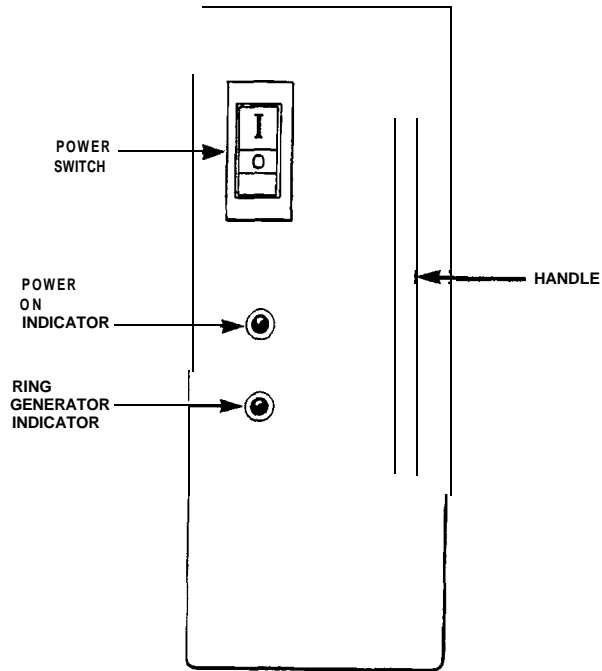 I
O
POWER
SWITCH
POWER
ON
INDICATOR
RING
GENERATOR
INDICATOR
HANDLE